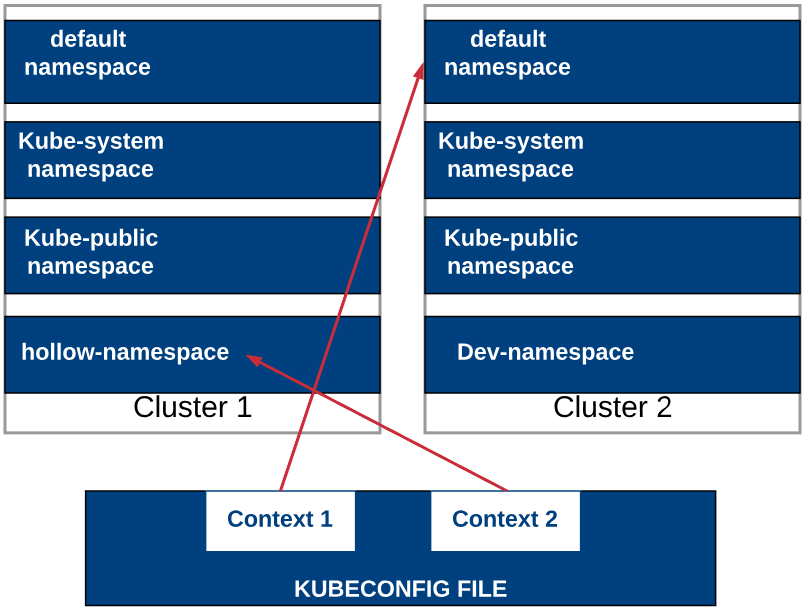 default
namespace
Kube-system
namespace
Kube-public
namespace
hollow-namespace
Cluster 1
default
namespace
Kube-system
namespace
Kube-public
namespace
Dev-namespace
Cluster 2
Context 1
Context 2
KUBECONFIG FILE